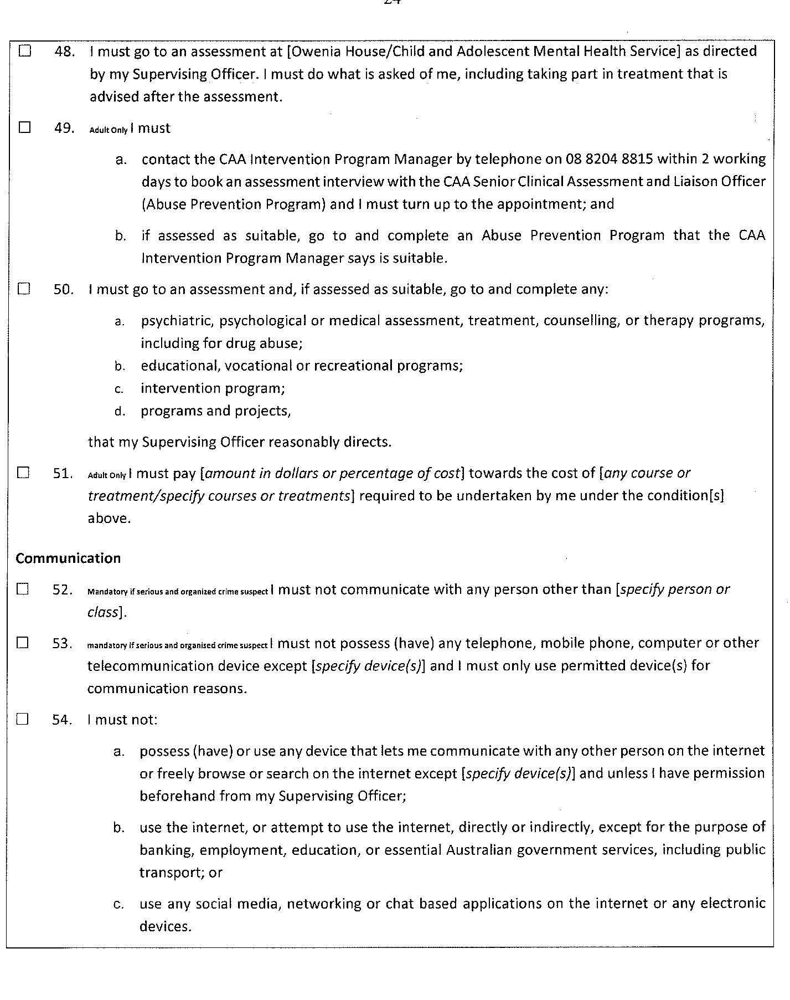 24
☐ 48. I must go to an assessment at [Owenia House/Child and Adolescent Mental Health Service] as directed
by my Supervising Officer. I must do what is asked of me, including taking part in treatment that is
advised after the assessment.
☐ 49. Adult Only I must
a. contact the CAA Intervention Program Manager by telephone on 08 8204 8815 within 2 working
days to book an assessment interview with the CAA Senior Clinical Assessment and Liaison Officer
(Abuse Prevention Program) and I must turn up to the appointment; and
b. if assessed as suitable, go to and complete an Abuse Prevention Program that the CAA
Intervention Program Manager says is suitable.
☐ 50. I must go to an assessment and, if assessed as suitable, go to and complete any:
a. psychiatric, psychological or medical assessment, treatment, counselling, or therapy programs,
including for drug abuse;
b. educational, vocational or recreational programs;
c. intervention program;
d. programs and projects,
that my Supervising Officer reasonably directs.
☐ 51. Adult Only I must pay [amount in dollars or percentage of cost] towards the cost of [any course or
treatment/specify courses or treatments] required to be undertaken by me under the condition[s]
above.
Communication
☐ 52. Mandatory if serious and organized crime suspect I must not communicate with any person other than [specify person or
class].
☐ 53. mandatory if serious and organised crime suspect I must not possess (have) any telephone, mobile phone, computer or other
telecommunication device except [specify device(s)] and I must only use permitted device(s) for
communication reasons.
☐ 54. I must not:
a. possess (have) or use any device that lets me communicate with any other person on the internet
or freely browse or search on the internet except [specify device(s)] and unless I have permission
beforehand from my Supervising Officer;
b. use the internet, or attempt to use the internet, directly or indirectly, except for the purpose of
banking, employment, education, or essential Australian government services, including public
transport; or
c. use any social media, networking or chat based applications on the internet or any electronic
devices.